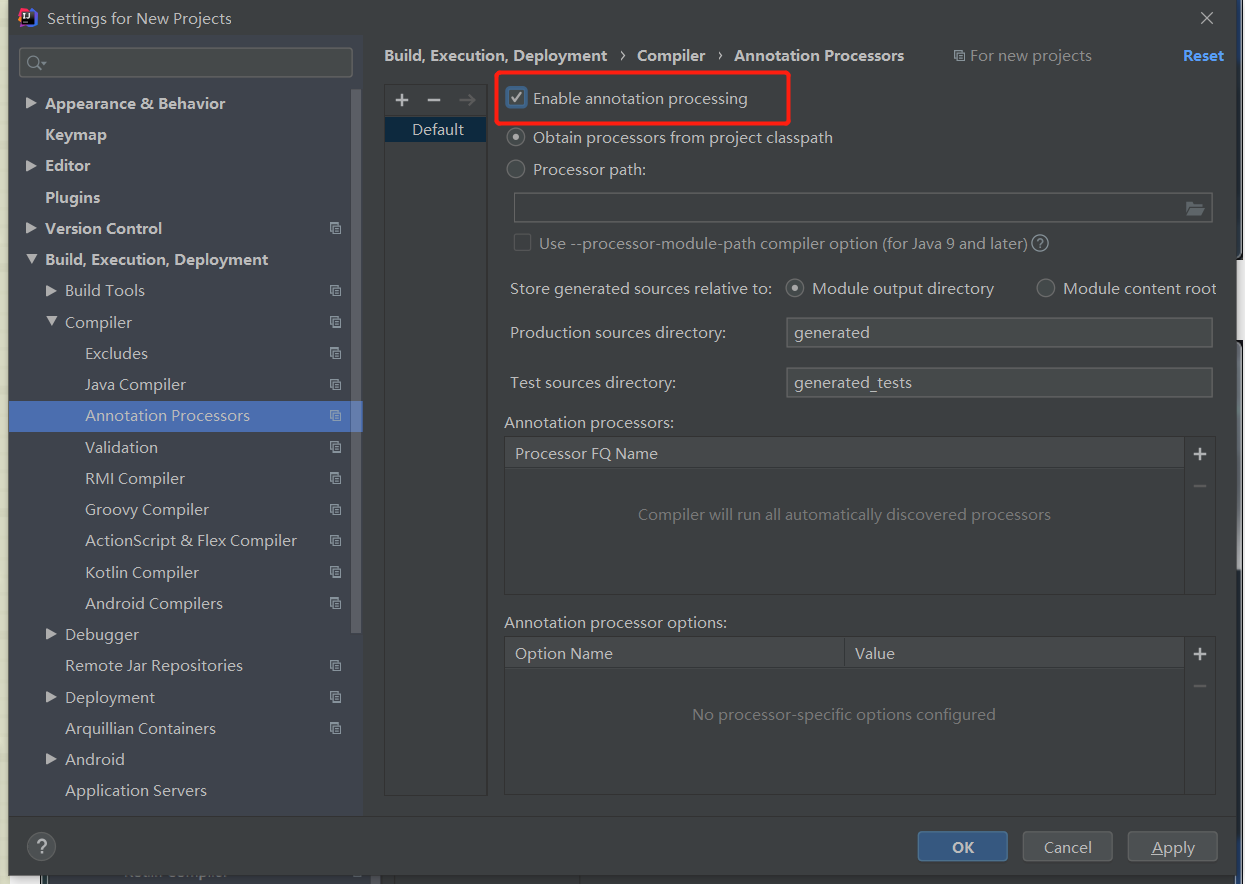 Settings for New Projects
Appearance & Behavior
Keymap
Editor
Plugins
Version Control
Build, Execution, Deployment
Build Tools
Compiler
Excludes
Java Compiler
Annotation Processors
Validation
RMI Compiler
Groovy Compiler
ActionScript & Flex Compiler
Kotlin Compiler
Android Compilers
Debugger
Remote Jar Repositories
Deployment
Arquillian Containers
Android
Application Servers
Build, Execution, Deployment › Compiler › Annotation Processors
For new projects
Reset
Default
Enable annotation processing
Obtain processors from project classpath
Processor path:
Use --processor-module-path compiler option (for Java 9 and later) ?
Store generated sources relative to: Module output directory Module content root
Production sources directory: generated
Test sources directory: generated_tests
Annotation processors:
Processor FQ Name
Compiler will run all automatically discovered processors
Annotation processor options:
Option Name Value
No processor-specific options configured
? OK Cancel Apply